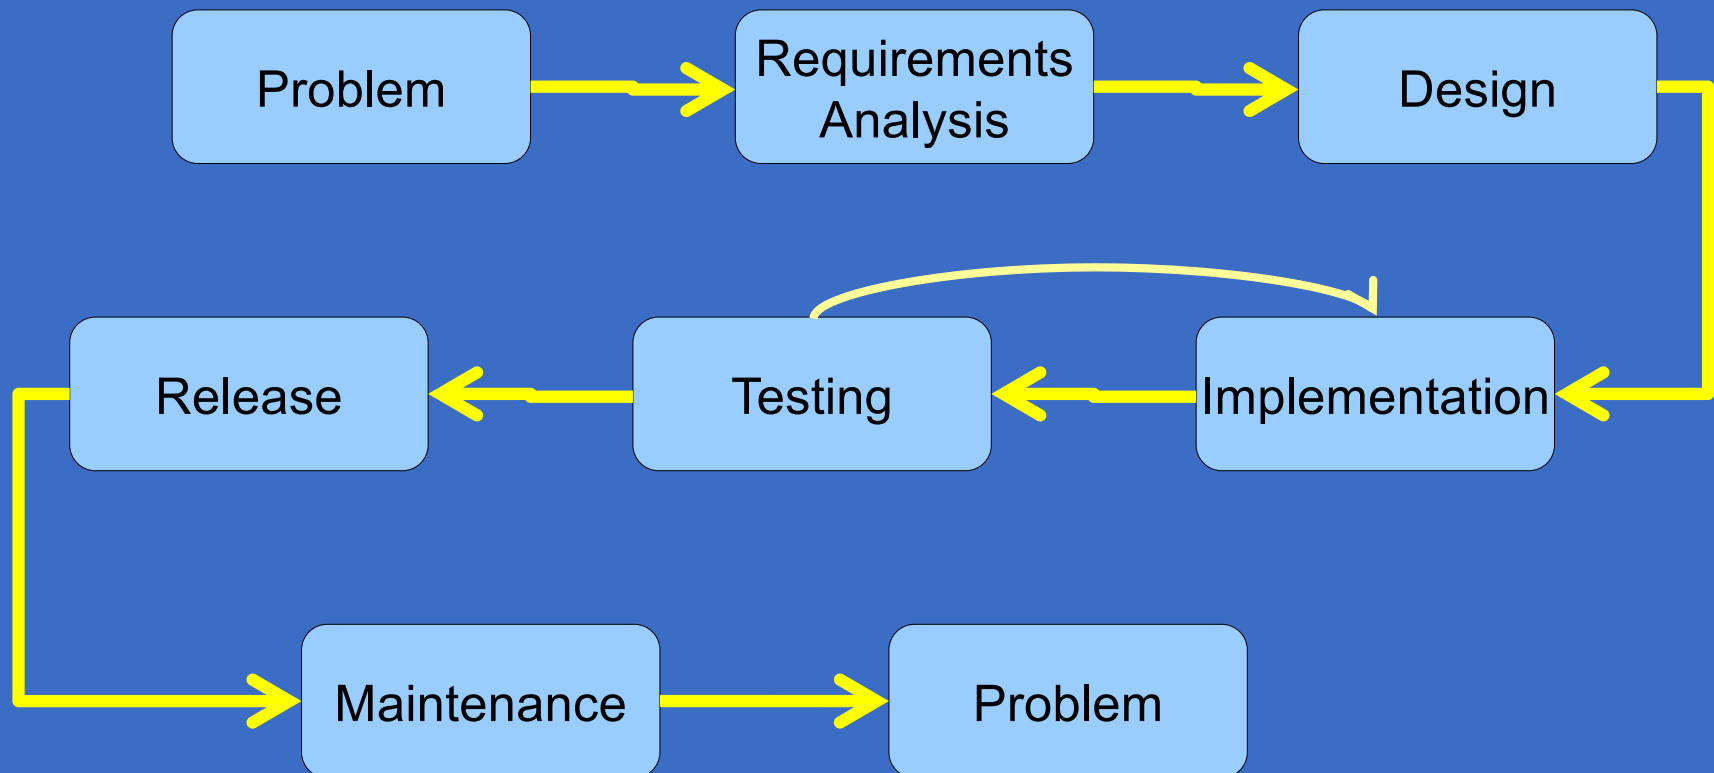 Problem
Requirements
Analysis
Design
Release
Testing
Implementation
Maintenance
Problem